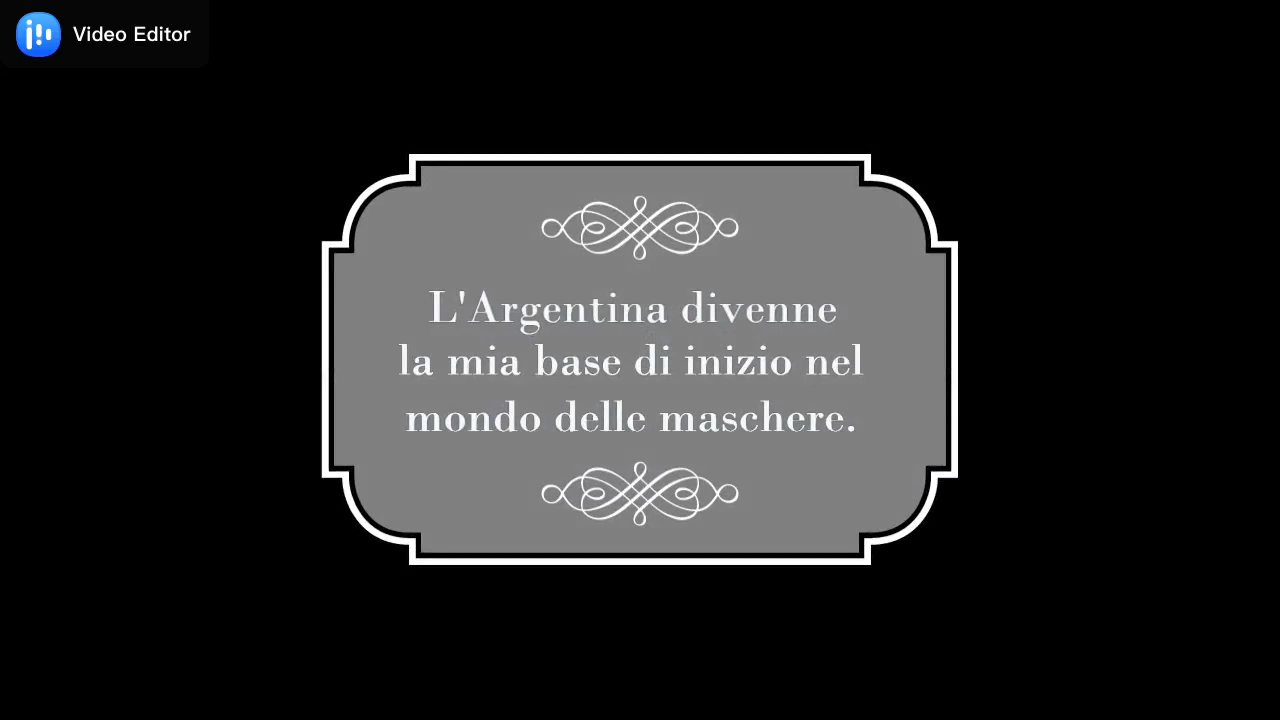 Video Editor
L'Argentina divenne
la mia base di inizio nel
mondo delle maschere.